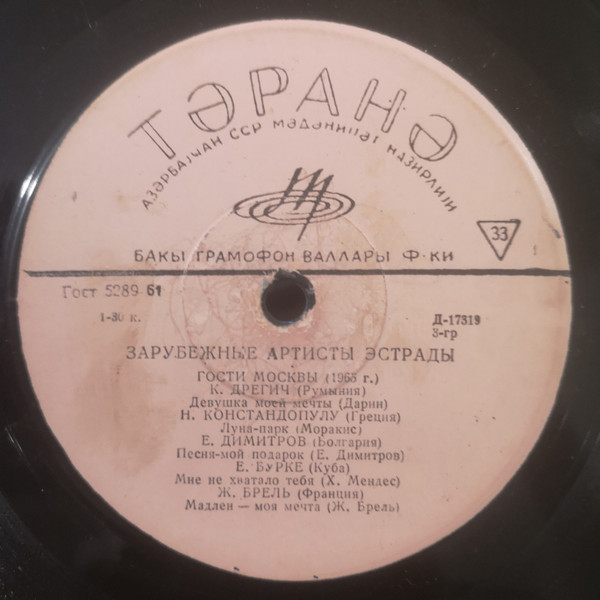 ТӘРАНӘ
АЗӘРБАЈҸАН ССР МӘДӘНИЈЈӘТ НАЗИРЛИЈИ
33
БАКЫ ГРАМОФОН ВАЛЛАРЫ Ф-КИ
Гост 5289-61
1-30 к.
Д-17319
3-гр
ЗАРУБЕЖНЫЕ АРТИСТЫ ЭСТРАДЫ
ГОСТИ МОСКВЫ (1965 г.)
К. ДРЕГИЧ (Румыния)
Девушка моей мечты (Дарин)
Н. КОНСТАНДОПУЛУ (Греция)
Луна-парк (Моракис)
Е. ДИМИТРОВ (Болгария)
Песня-мой подарок (Е. Димитров)
Е. БУРКЕ (Куба)
Мне не хватало тебя (Х. Мендес)
Ж. БРЕЛЬ (Франция)
Мадлен — моя мечта (Ж. Брель)